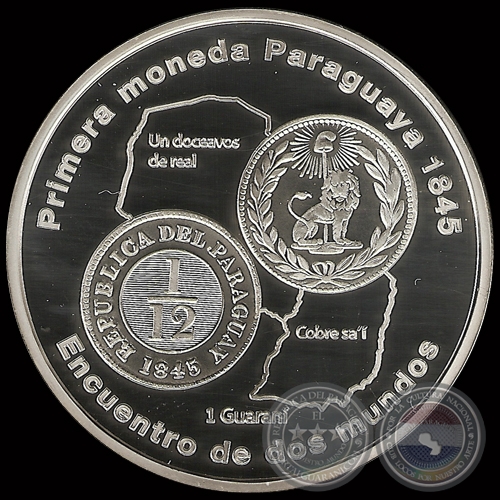 Primera moneda Paraguaya 1845
Un doceavos
de real
REPUBLICA DEL PARAGUAY
1/12
1845
Cobre sa'i
1 Guaraní
Encuentro de dos mundos